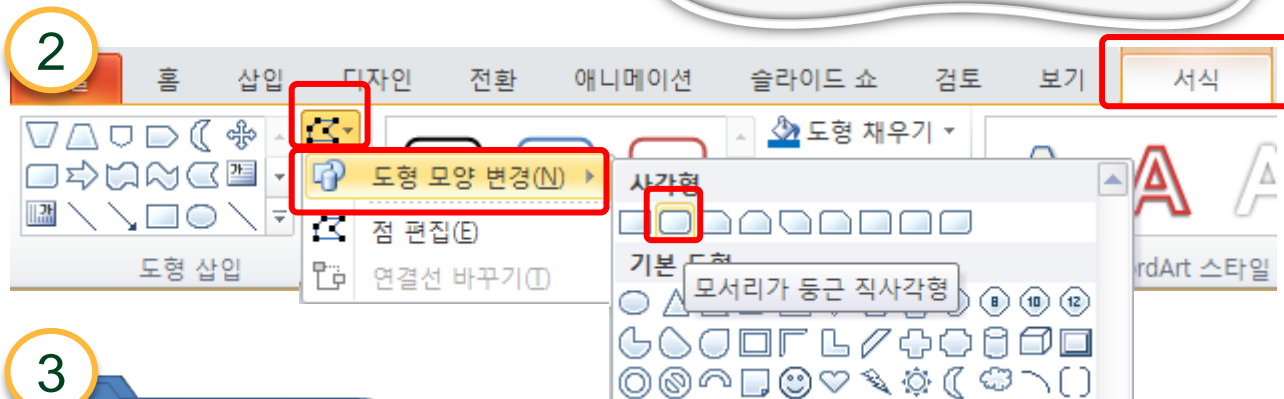 2
홈 삽입 디자인 전환 애니메이션 슬라이드 쇼 검토 보기 서식
도형 채우기
도형 모양 변경(N)
사각형
점 편집(E)
도형 삽입
연결선 바꾸기(T)
기본 도형
모서리가 둥근 직사각형
rdArt 스타일
8 10 12
3